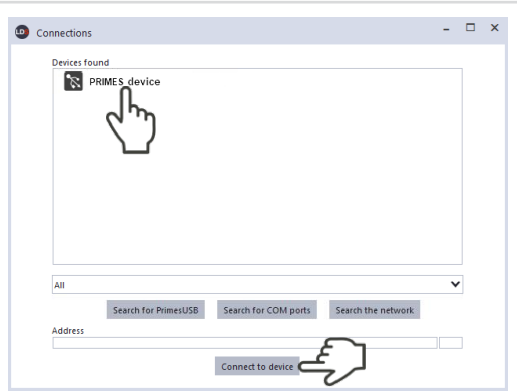 LD Connections
Devices found
PRIMES device
All
Search for PrimesUSB Search for COM ports Search the network
Address
Connect to device